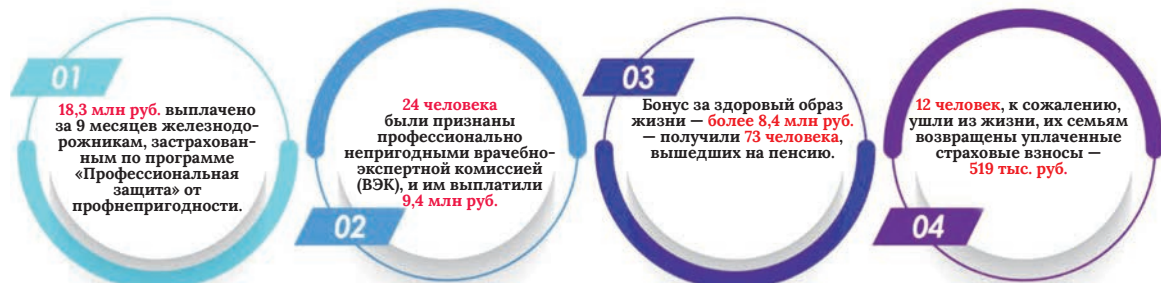 01
18,3 млн руб. выплачено
за 9 месяцев железнодо-
рожникам, застрахован-
ным по программе
«Профессиональная
защита» от
профнепригодности.
24 человека
были признаны
профессионально
непригодными врачебно-
экспертной комиссией
(ВЭК), и им выплатили
9,4 млн руб.
02
03
Бонус за здоровый образ
жизни — более 8,4 млн руб.
— получили 73 человека,
вышедших на пенсию.
12 человек, к сожалению,
ушли из жизни, их семьям
возвращены уплаченные
страховые взносы —
519 тыс. руб.
04